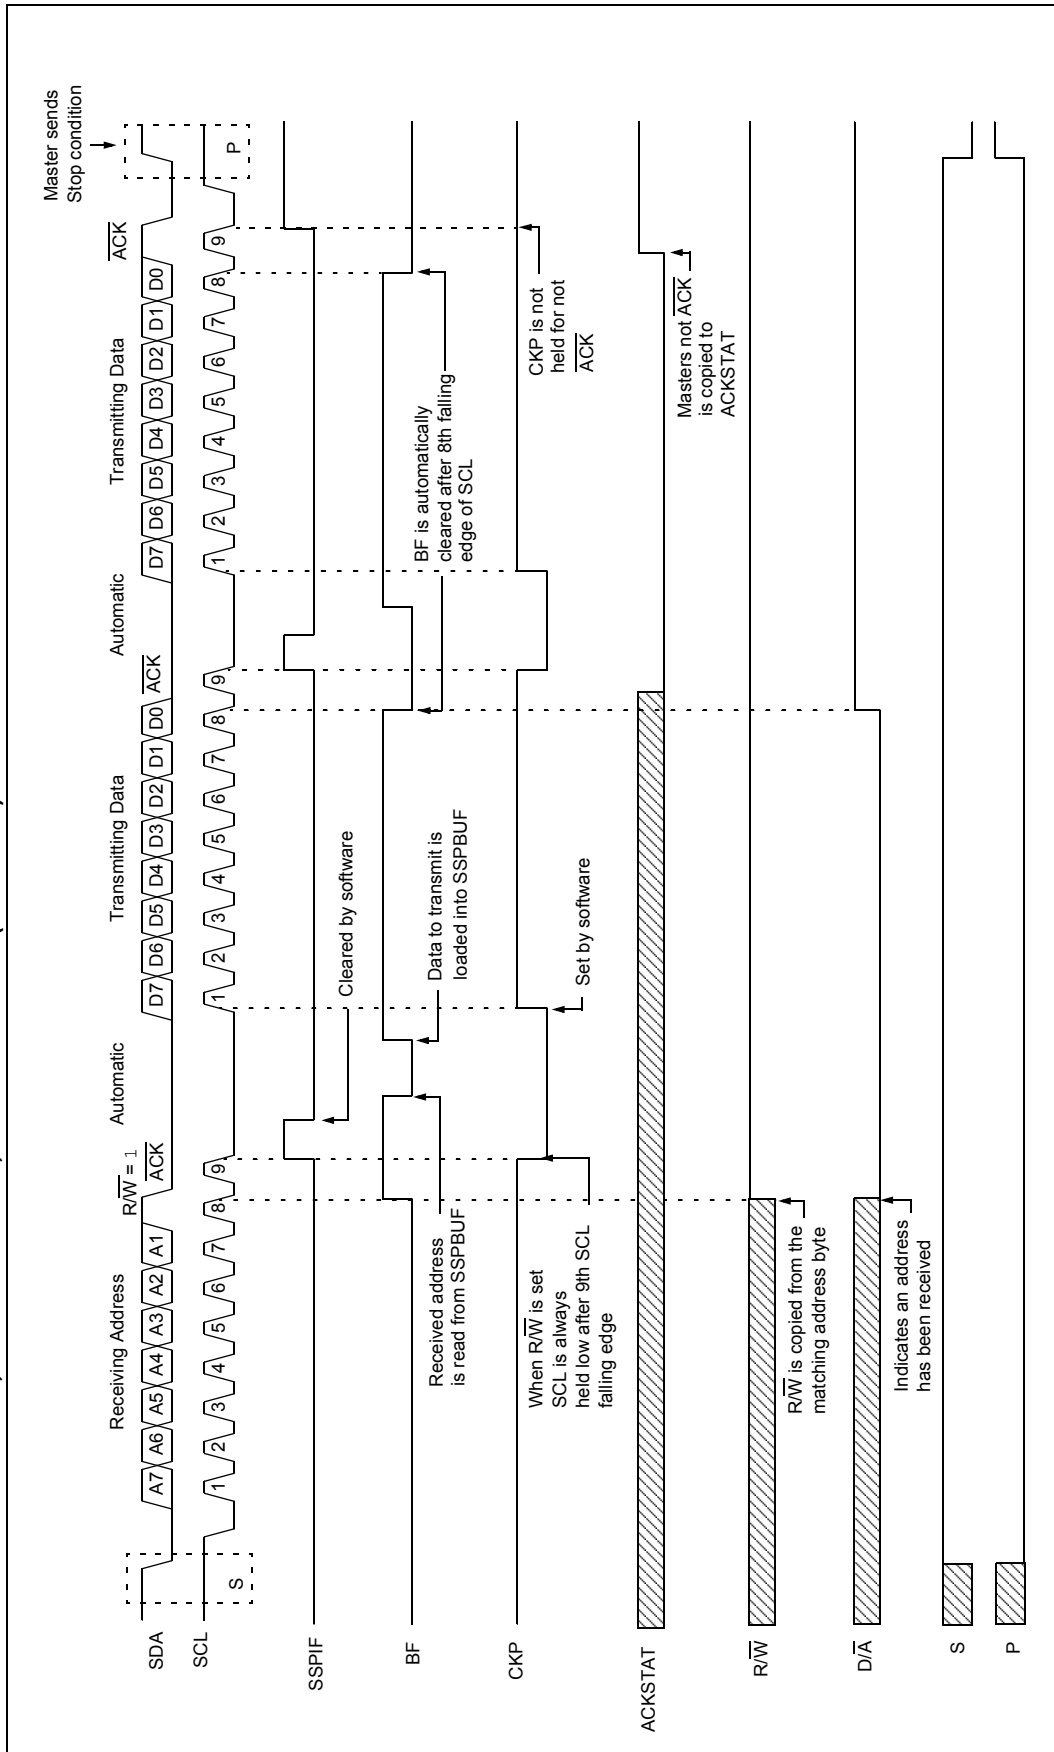 Master sends
Stop condition
Receiving Address
R/W = 1
ACK
Automatic
Transmitting Data
ACK
Automatic
Transmitting Data
ACK
SDA
A7 A6 A5 A4 A3 A2 A1
D7 D6 D5 D4 D3 D2 D1 D0
D7 D6 D5 D4 D3 D2 D1 D0
SCL
S
1 2 3 4 5 6 7 8 9
1 2 3 4 5 6 7 8 9
1 2 3 4 5 6 7 8 9
P
SSPIF
Cleared by software
BF
Received address
is read from SSPBUF
Data to transmit is
loaded into SSPBUF
BF is automatically
cleared after 8th falling
edge of SCL
CKP
When R/W is set
SCL is always
held low after 9th SCL
falling edge
Set by software
CKP is not
held for not
ACK
ACKSTAT
Masters not ACK
is copied to
ACKSTAT
R/W
R/W is copied from the
matching address byte
D/A
Indicates an address
has been received
S
P